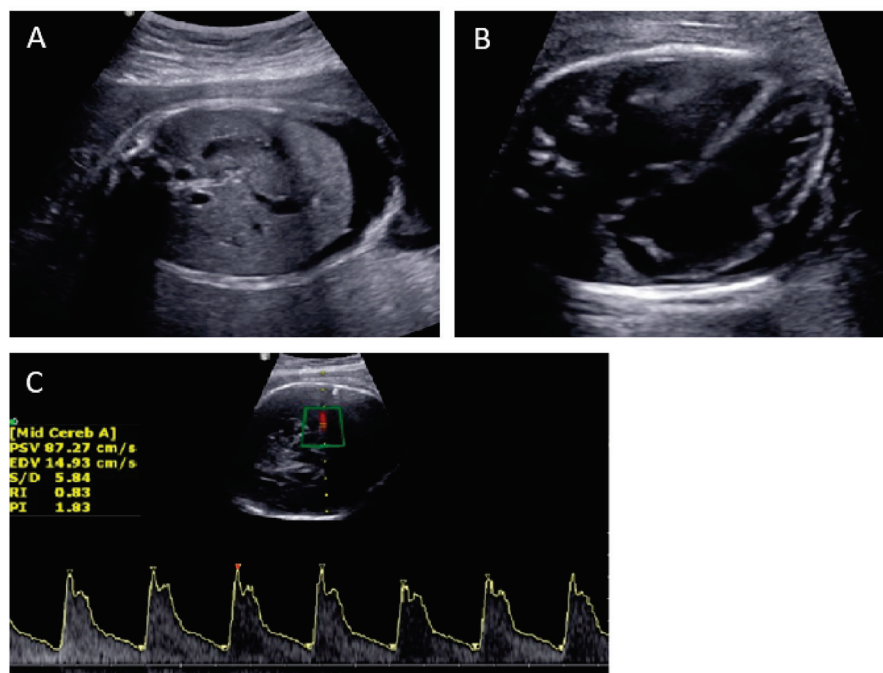 A
B
C
[Mid Cereb A]
PSV 87.27 cm/s
EDV 14.93 cm/s
S/D 5.84
RI 0.83
PI 1.83